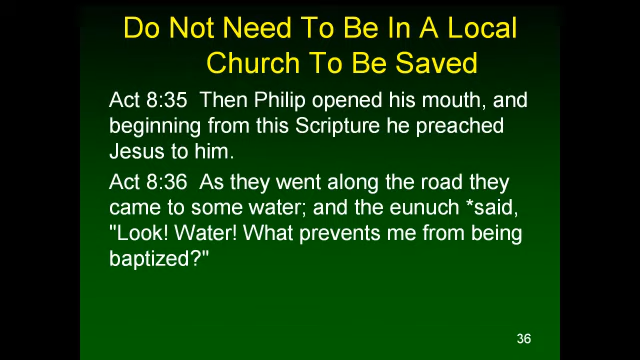 Do Not Need To Be In A Local
Church To Be Saved
Act 8:35 Then Philip opened his mouth, and
beginning from this Scripture he preached
Jesus to him.
Act 8:36 As they went along the road they
came to some water; and the eunuch *said,
"Look! Water! What prevents me from being
baptized?"
36